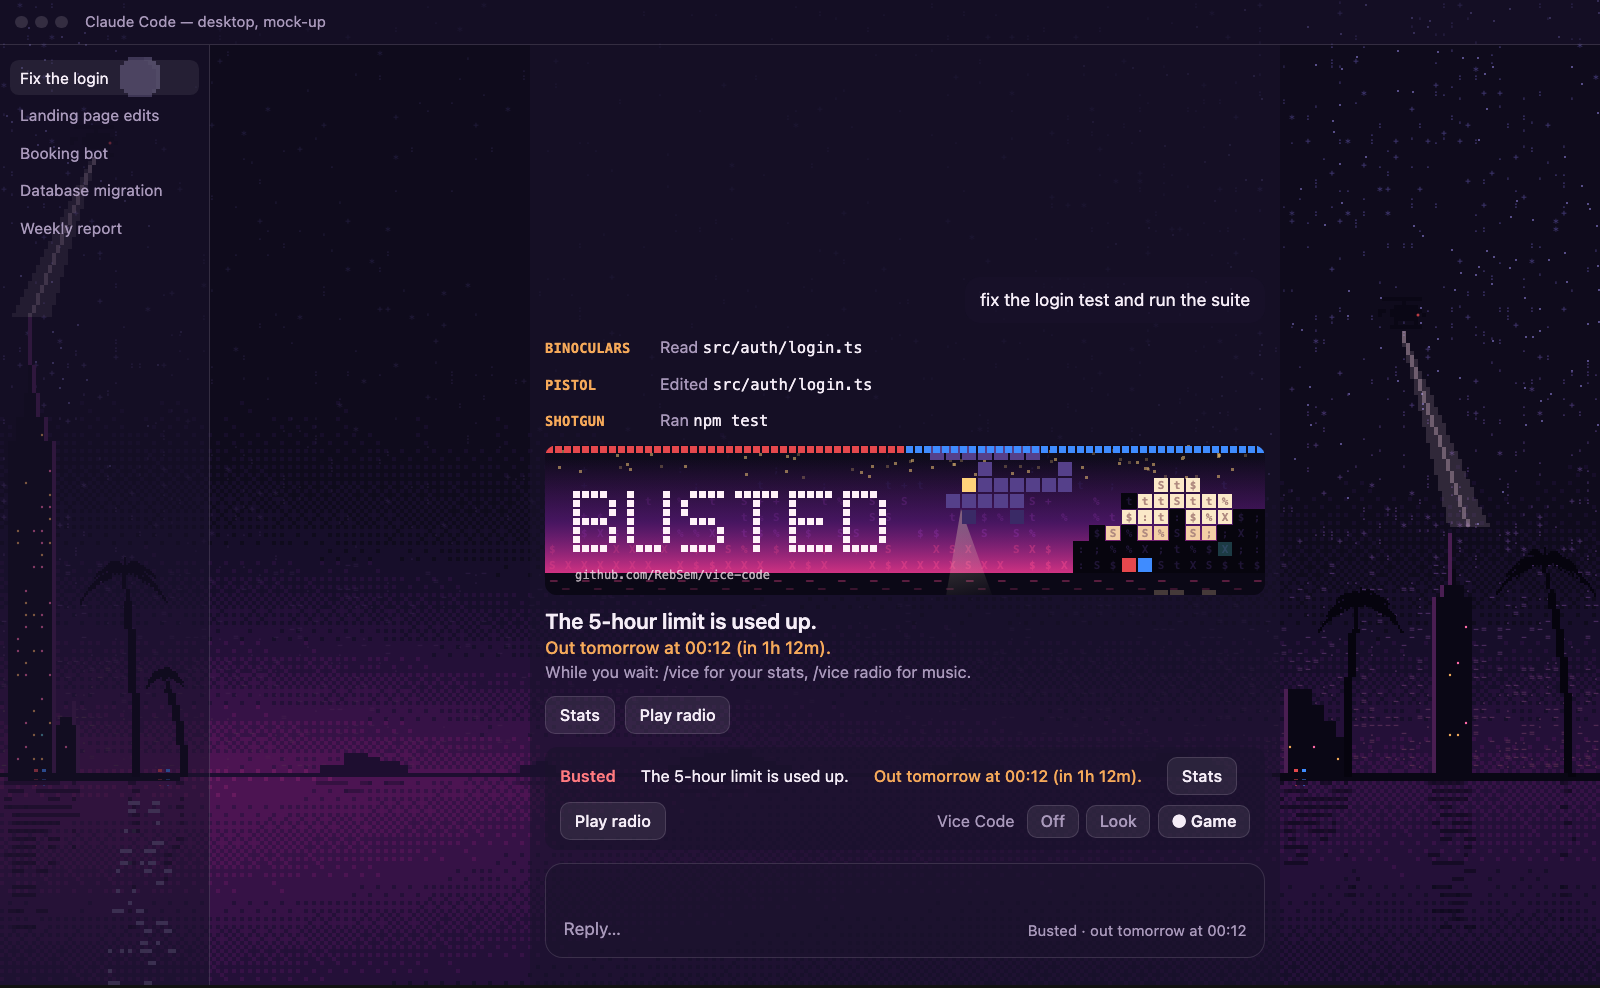 Claude Code — desktop, mock-up
Fix the login
Landing page edits
Booking bot
Database migration
Weekly report
fix the login test and run the suite
BINOCULARS Read src/auth/login.ts
PISTOL Edited src/auth/login.ts
SHOTGUN Ran npm test
BUSTED
github.com/RebSem/vice-code
The 5-hour limit is used up.
Out tomorrow at 00:12 (in 1h 12m).
While you wait: /vice for your stats, /vice radio for music.
Stats Play radio
Busted The 5-hour limit is used up. Out tomorrow at 00:12 (in 1h 12m). Stats
Play radio Vice Code Off Look Game
Reply...
Busted · out tomorrow at 00:12